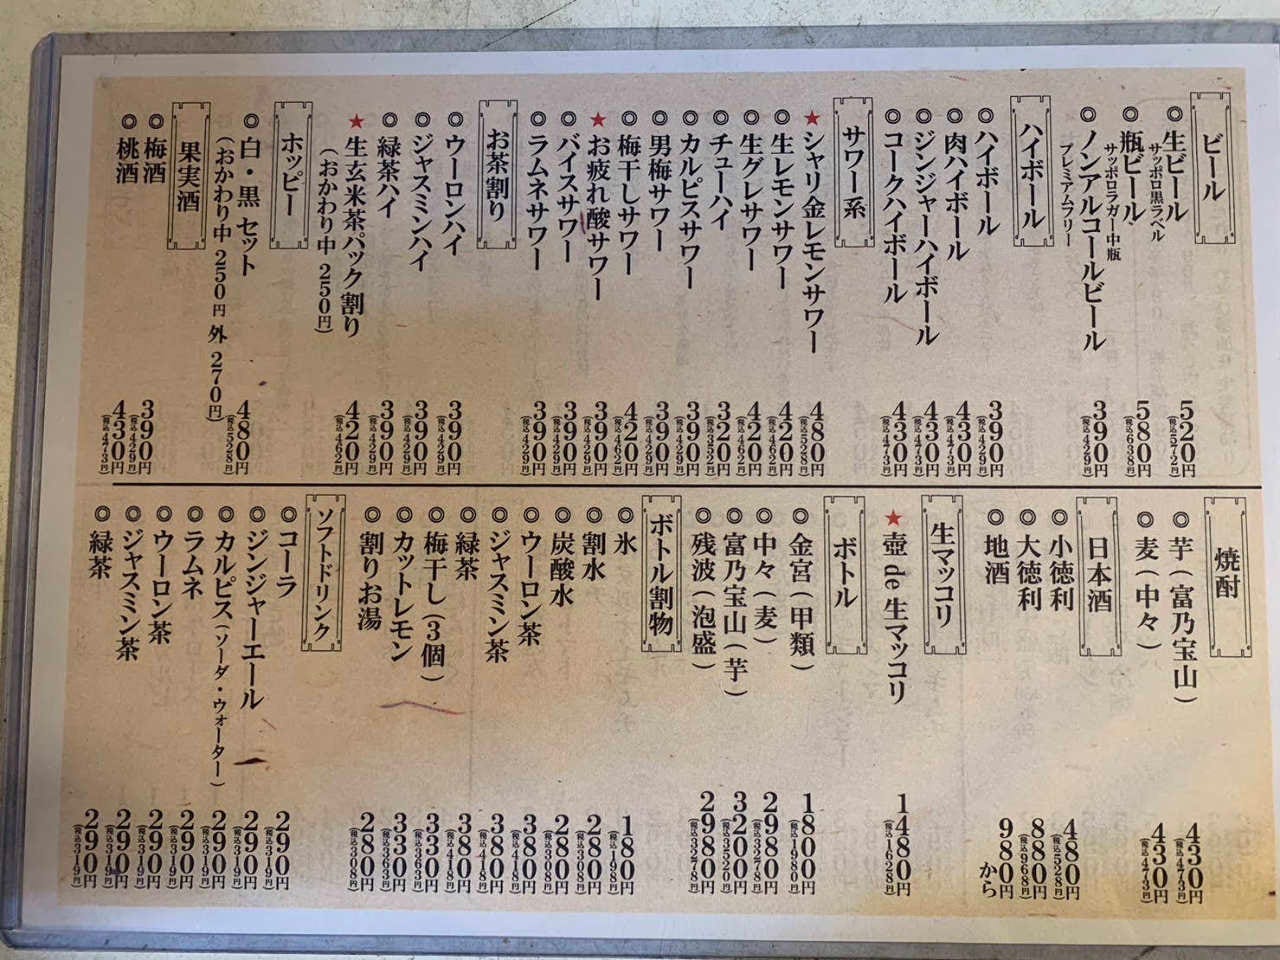 ビール
◎生ビール 520円(税込572円)
サッポロ黒ラベル
◎瓶ビール 580円(税込638円)
サッポロラガー中瓶
◎ノンアルコールビール 390円(税込429円)
プレミアムフリー
ハイボール
◎ハイボール 390円(税込429円)
◎肉ハイボール 430円(税込473円)
◎ジンジャーハイボール 430円(税込473円)
◎コークハイボール 430円(税込473円)
サワー系
★シャリ金レモンサワー 480円(税込528円)
◎生レモンサワー 420円(税込462円)
◎生グレサワー 420円(税込462円)
◎チューハイ 320円(税込352円)
◎カルピスサワー 390円(税込429円)
◎男梅サワー 390円(税込429円)
◎梅干しサワー 420円(税込462円)
★お疲れ酸サワー 390円(税込429円)
◎バイスサワー 390円(税込429円)
◎ラムネサワー 390円(税込429円)
お茶割り
◎ウーロンハイ 390円(税込429円)
◎ジャスミンハイ 390円(税込429円)
◎緑茶ハイ 390円(税込429円)
★生玄米茶パック割り 420円(税込462円)
(おかわり中 250円)
ホッピー
◎白・黒 セット 480円(税込528円)
(おかわり中 250円 外 270円)
果実酒
◎梅酒 390円(税込429円)
◎桃酒 430円(税込473円)
焼酎
◎芋(富乃宝山) 430円(税込473円)
◎麦(中々) 430円(税込473円)
日本酒
◎小徳利 480円(税込528円)
◎大徳利 880円(税込968円)
◎地酒 980円から
生マッコリ
★壺 de 生マッコリ 1480円(税込1628円)
ボトル
◎金宮(甲類) 1800円(税込1980円)
◎中々(麦) 2980円(税込3278円)
◎富乃宝山(芋) 3200円(税込3520円)
◎残波(泡盛) 2980円(税込3278円)
ボトル割物
◎氷 180円(税込198円)
◎割水 280円(税込308円)
◎炭酸水 280円(税込308円)
◎ウーロン茶 380円(税込418円)
◎ジャスミン茶 380円(税込418円)
◎緑茶 380円(税込418円)
◎梅干し(3個) 330円(税込363円)
◎カットレモン 330円(税込363円)
◎割りお湯 280円(税込308円)
ソフトドリンク
◎コーラ 290円(税込319円)
◎ジンジャーエール 290円(税込319円)
◎カルピス(ソーダ・ウォーター) 290円(税込319円)
◎ラムネ 290円(税込319円)
◎ウーロン茶 290円(税込319円)
◎ジャスミン茶 290円(税込319円)
◎緑茶 290円(税込319円)